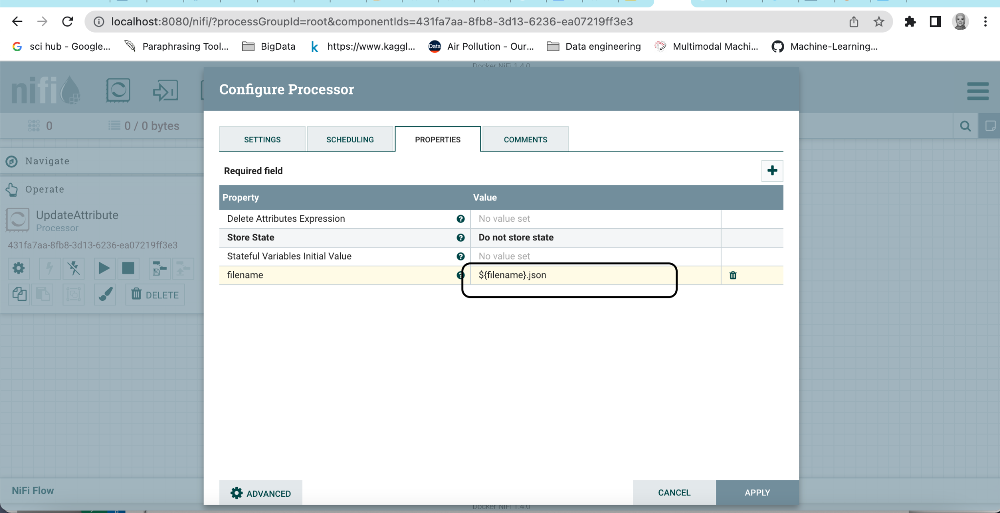 localhost:8080/nifi/?processGroupId=root&componentIds=431fa7aa-8fb8-3d13-6236-ea07219ff3e3
sci hub - Google... Paraphrasing Tool... BigData k https://www.kaggl... Data Air Pollution - Our... Data engineering Multimodal Machi... Machine-Learning...
Docker NiFi 1.4.0
nifi
Configure Processor
0 0 / 0 bytes
SETTINGS SCHEDULING PROPERTIES COMMENTS
Navigate
Required field
Operate
Property Value
UpdateAttribute
Processor
431fa7aa-8fb8-3d13-6236-ea07219ff3e3
Delete Attributes Expression No value set
Store State Do not store state
Stateful Variables Initial Value No value set
filename ${filename}.json
DELETE
NiFi Flow
ADVANCED CANCEL APPLY
Docker NiFi 1.4.0